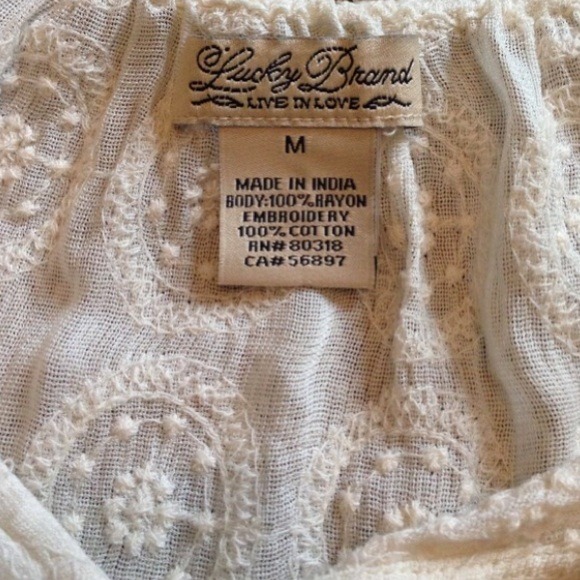 Lucky Brand
LIVE IN LOVE
M
MADE IN INDIA
BODY:100%RAYON
EMBROIDERY
100% COTTON
RN# 80318
CA# 56897